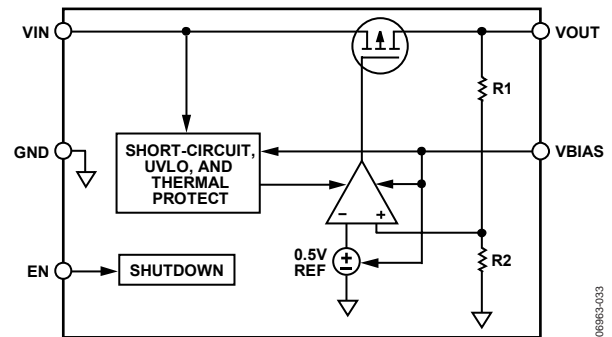 VIN
VOUT
R1
GND
SHORT-CIRCUIT,
UVLO, AND
THERMAL
PROTECT
VBIAS
– +
0.5V
REF
+
–
R2
EN
SHUTDOWN
06963-033